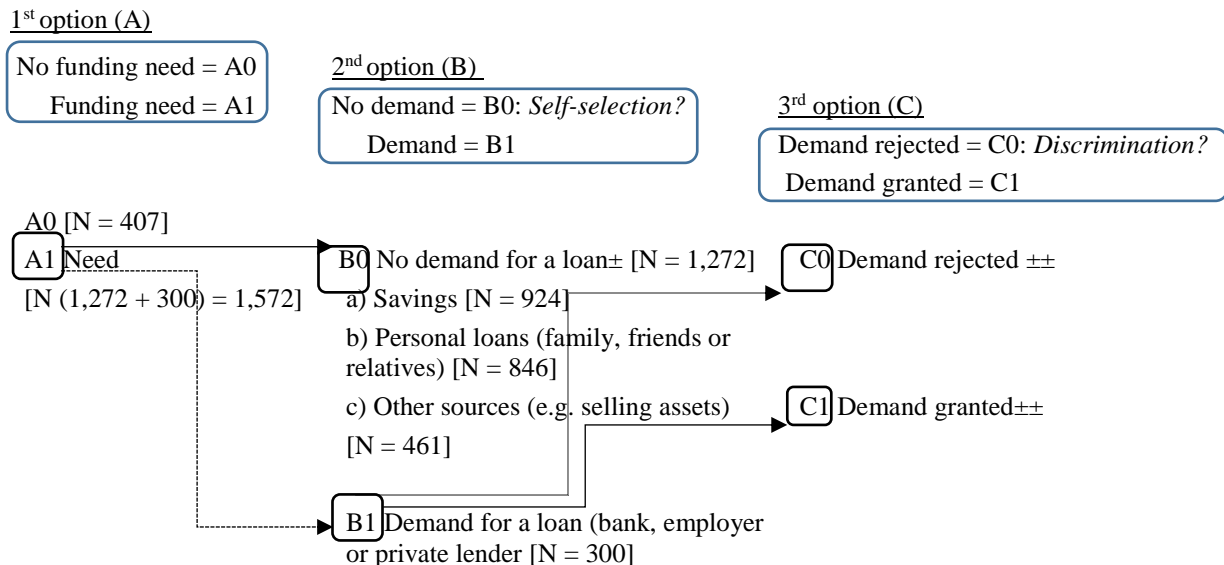 1st option (A)
No funding need = A0
Funding need = A1
2nd option (B)
No demand = B0: Self-selection?
Demand = B1
3rd option (C)
Demand rejected = C0: Discrimination?
Demand granted = C1
A0 [N = 407]
A1 Need
[N (1,272 + 300) = 1,572]
B0 No demand for a loan± [N = 1,272]
a) Savings [N = 924]
b) Personal loans (family, friends or
relatives) [N = 846]
c) Other sources (e.g. selling assets)
[N = 461]
B1 Demand for a loan (bank, employer
or private lender [N = 300]
C0 Demand rejected ±±
C1 Demand granted±±